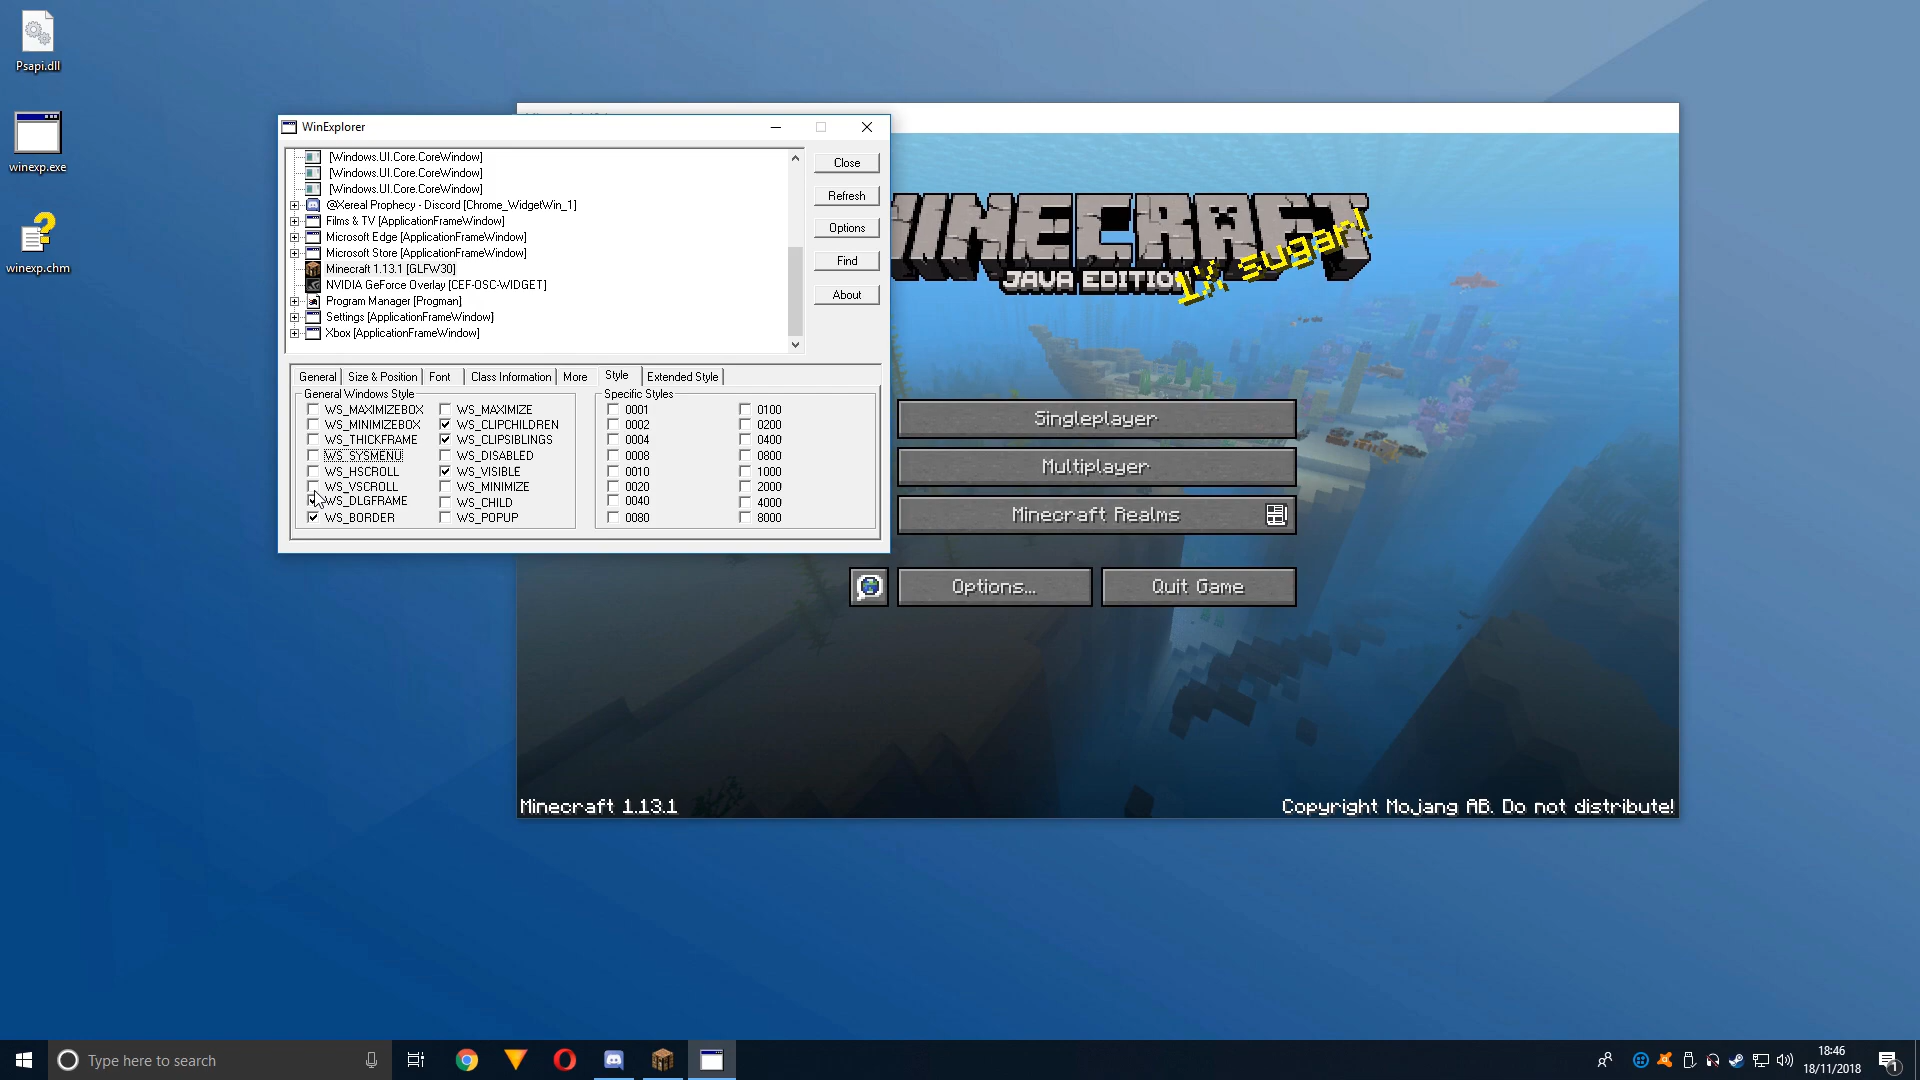 Psapi.dll
winexp.exe
winexp.chm
WinExplorer
[Windows.UI.Core.CoreWindow]
[Windows.UI.Core.CoreWindow]
[Windows.UI.Core.CoreWindow]
@Xereal Prophecy - Discord [Chrome_WidgetWin_1]
Films & TV [ApplicationFrameWindow]
Microsoft Edge [ApplicationFrameWindow]
Microsoft Store [ApplicationFrameWindow]
Minecraft 1.13.1 [GLFW30]
NVIDIA GeForce Overlay [CEF-OSC-WIDGET]
Program Manager [Progman]
Settings [ApplicationFrameWindow]
Xbox [ApplicationFrameWindow]
Close
Refresh
Options
Find
About
General Size & Position Font Class Information More Style Extended Style
General Windows Style
WS_MAXIMIZEBOX WS_MAXIMIZE
WS_MINIMIZEBOX WS_CLIPCHILDREN
WS_THICKFRAME WS_CLIPSIBLINGS
WS_SYSMENU WS_DISABLED
WS_HSCROLL WS_VISIBLE
WS_VSCROLL WS_MINIMIZE
WS_DLGFRAME WS_CHILD
WS_BORDER WS_POPUP
Specific Styles
0001 0100
0002 0200
0004 0400
0008 0800
0010 1000
0020 2000
0040 4000
0080 8000
MINECRAFT
JAVA EDITION
1% sugar!
Singleplayer
Multiplayer
Minecraft Realms
Options...
Quit Game
Minecraft 1.13.1
Copyright Mojang AB. Do not distribute!
Type here to search
18:46
18/11/2018
1